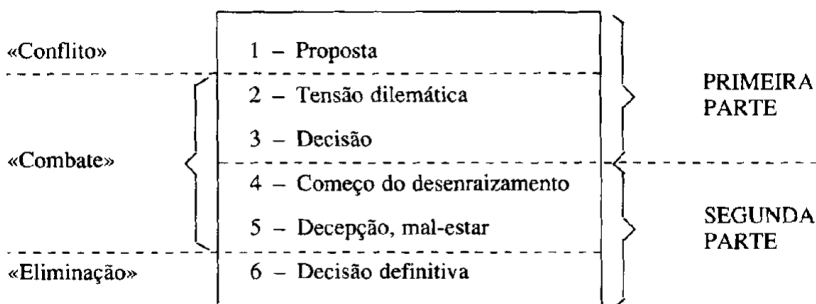 «Conflito»
1 – Proposta
2 – Tensão dilemática
PRIMEIRA
PARTE
3 – Decisão
«Combate»
4 – Começo do desenraizamento
5 – Decepção, mal-estar
SEGUNDA
PARTE
«Eliminação»
6 – Decisão definitiva